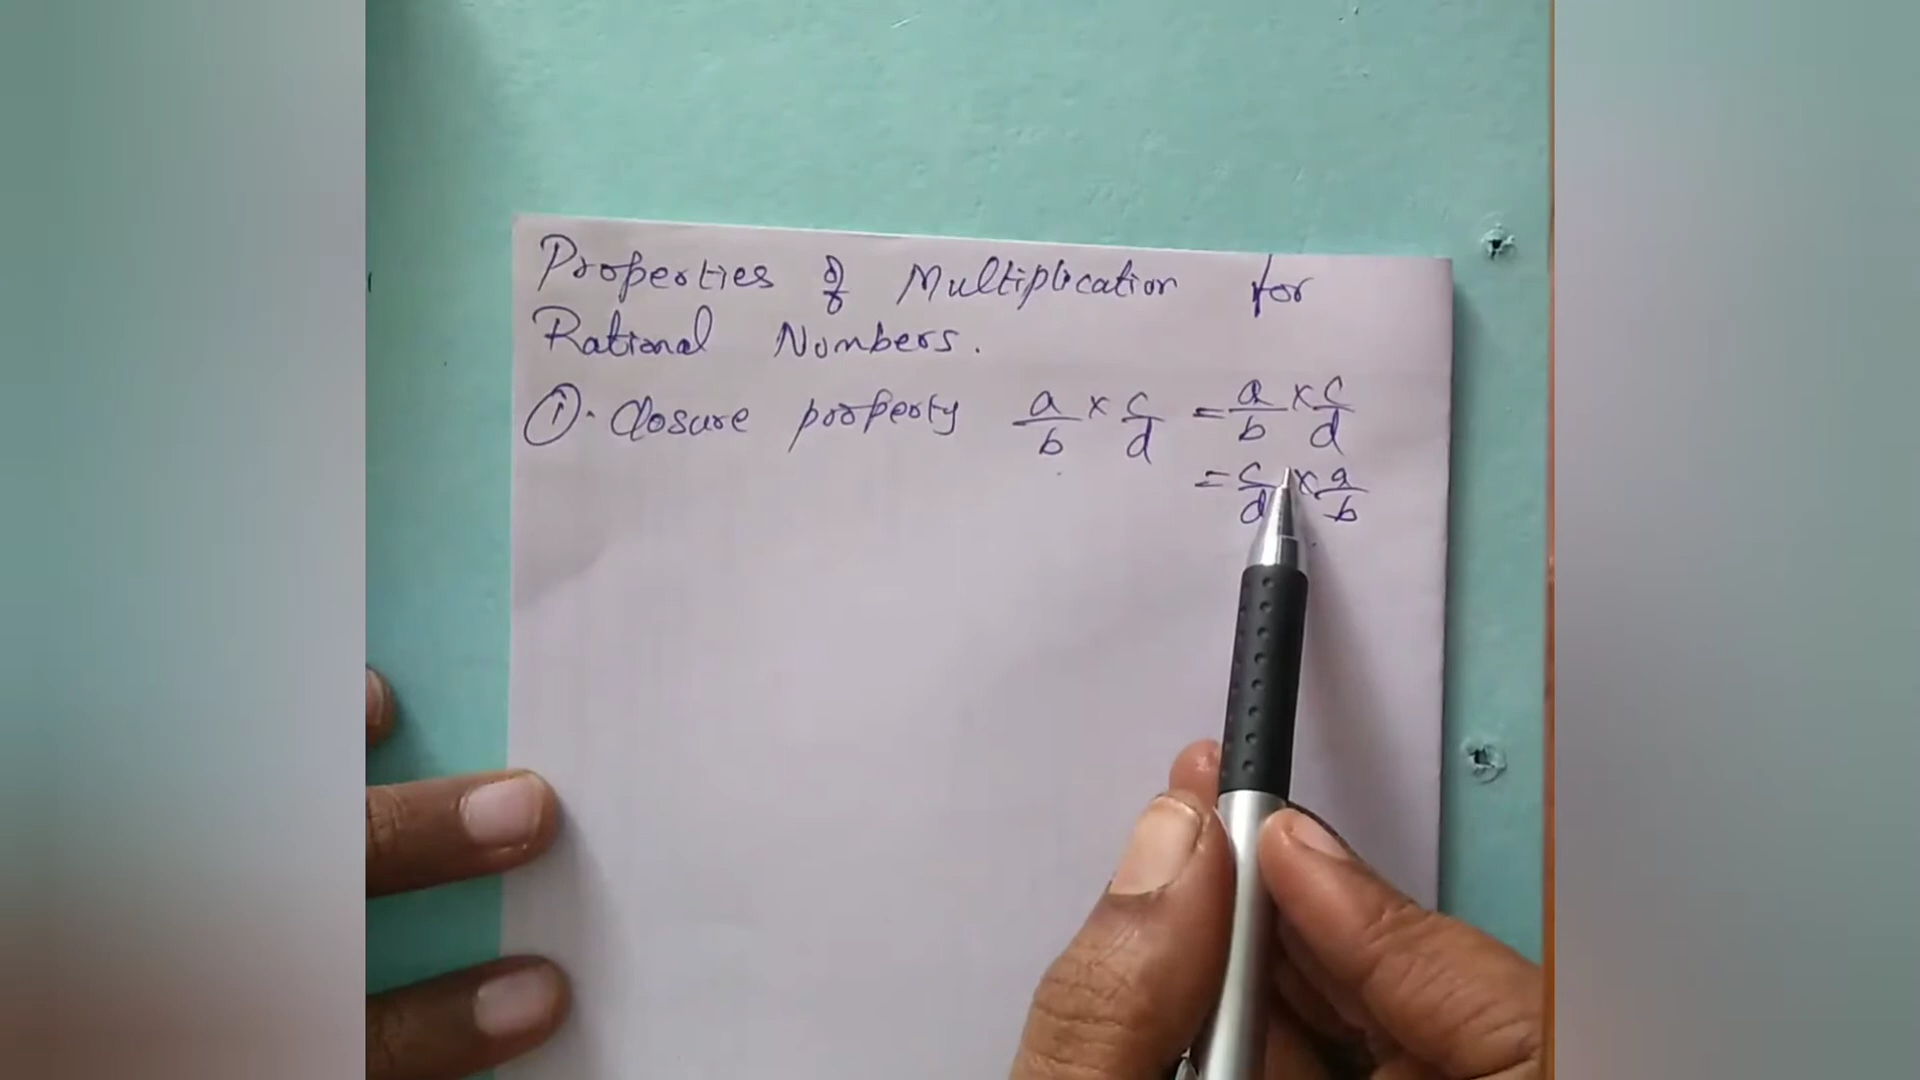 Properties of Multiplication for
Rational Numbers.
①. Closure property a/b × c/d = a/b × c/d
= c/d × a/b